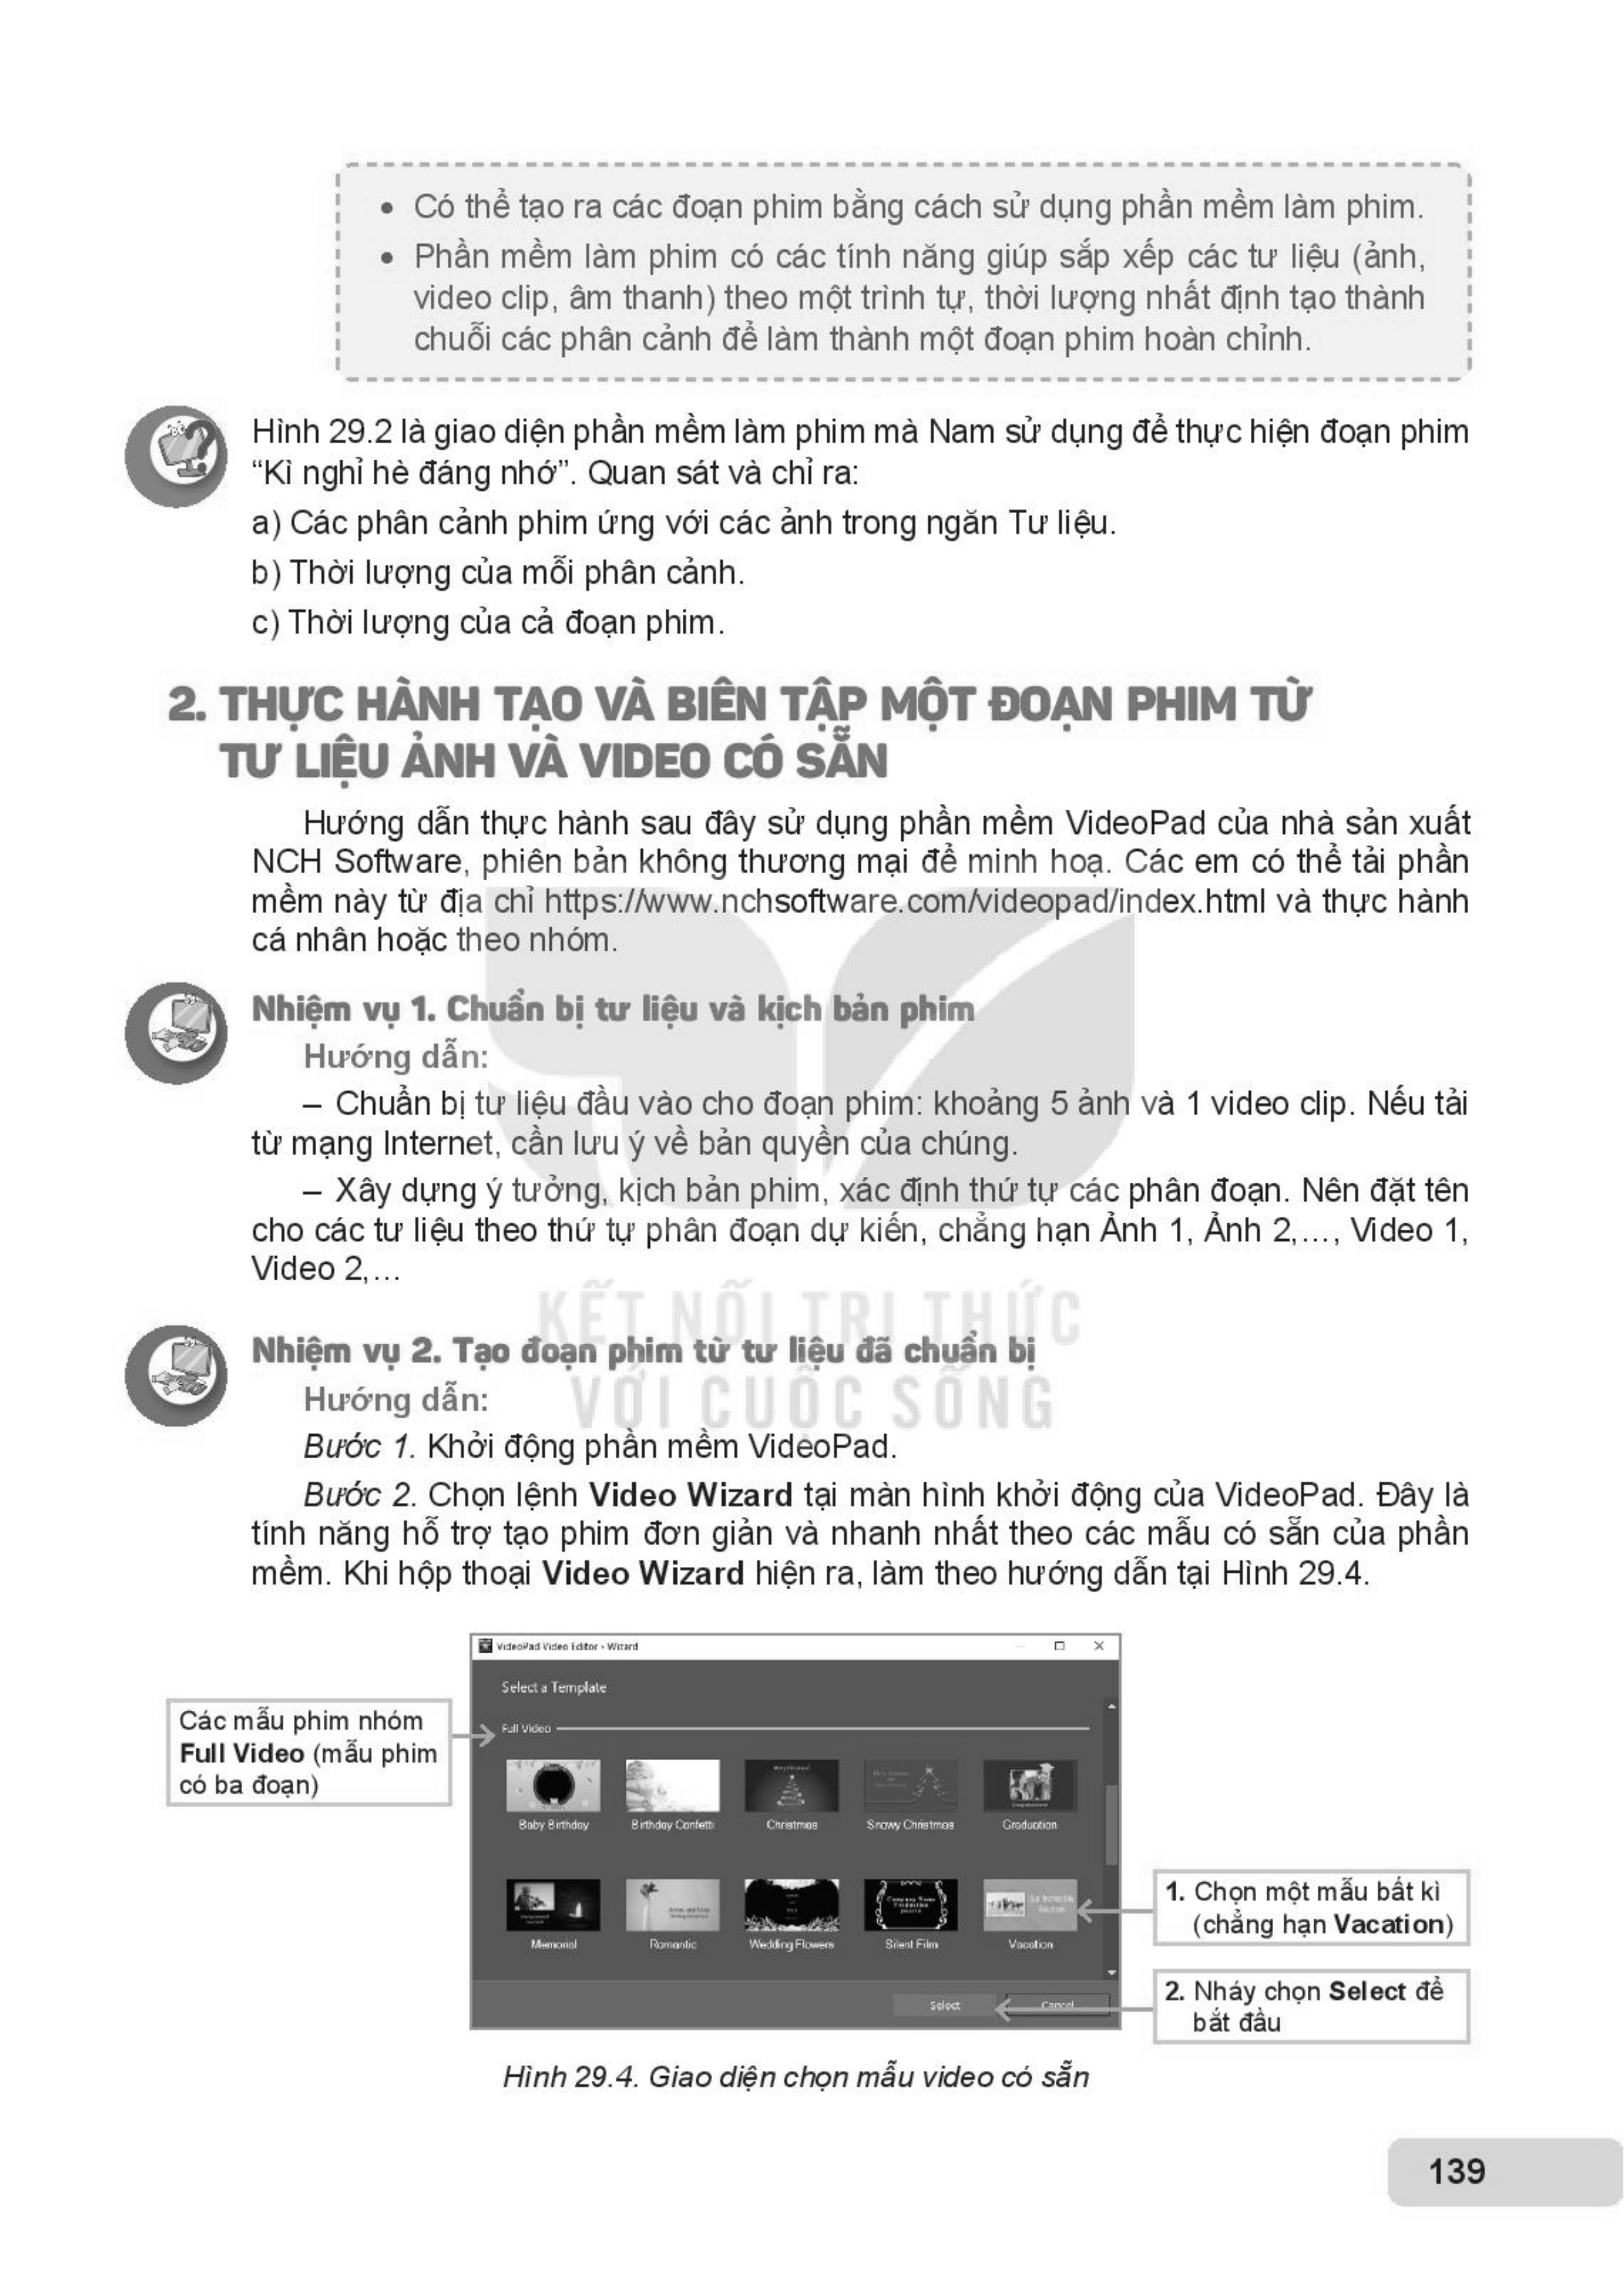 • Có thể tạo ra các đoạn phim bằng cách sử dụng phần mềm làm phim.
• Phần mềm làm phim có các tính năng giúp sắp xếp các tư liệu (ảnh,
video clip, âm thanh) theo một trình tự, thời lượng nhất định tạo thành
chuỗi các phân cảnh để làm thành một đoạn phim hoàn chỉnh.
Hình 29.2 là giao diện phần mềm làm phim mà Nam sử dụng để thực hiện đoạn phim
“Kì nghỉ hè đáng nhớ”. Quan sát và chỉ ra:
a) Các phân cảnh phim ứng với các ảnh trong ngăn Tư liệu.
b) Thời lượng của mỗi phân cảnh.
c) Thời lượng của cả đoạn phim.
2. THỰC HÀNH TẠO VÀ BIÊN TẬP MỘT ĐOẠN PHIM TỪ
TƯ LIỆU ẢNH VÀ VIDEO CÓ SẴN
Hướng dẫn thực hành sau đây sử dụng phần mềm VideoPad của nhà sản xuất
NCH Software, phiên bản không thương mại để minh hoạ. Các em có thể tải phần
mềm này từ địa chỉ https://www.nchsoftware.com/videopad/index.html và thực hành
cá nhân hoặc theo nhóm.
Nhiệm vụ 1. Chuẩn bị tư liệu và kịch bản phim
Hướng dẫn:
– Chuẩn bị tư liệu đầu vào cho đoạn phim: khoảng 5 ảnh và 1 video clip. Nếu tải
từ mạng Internet, cần lưu ý về bản quyền của chúng.
– Xây dựng ý tưởng, kịch bản phim, xác định thứ tự các phân đoạn. Nên đặt tên
cho các tư liệu theo thứ tự phân đoạn dự kiến, chẳng hạn Ảnh 1, Ảnh 2,..., Video 1,
Video 2,...
KẾT NỐI TRI THỨC
VỚI CUỘC SỐNG
Nhiệm vụ 2. Tạo đoạn phim từ tư liệu đã chuẩn bị
Hướng dẫn:
Bước 1. Khởi động phần mềm VideoPad.
Bước 2. Chọn lệnh Video Wizard tại màn hình khởi động của VideoPad. Đây là
tính năng hỗ trợ tạo phim đơn giản và nhanh nhất theo các mẫu có sẵn của phần
mềm. Khi hộp thoại Video Wizard hiện ra, làm theo hướng dẫn tại Hình 29.4.
VideoPad Video Editor - Wizard
Select a Template
Full Video
Các mẫu phim nhóm
Full Video (mẫu phim
có ba đoạn)
Baby Birthday Birthday Confetti Christmas Snowy Christmas Graduation
Memorial Romantic Wedding Flowers Silent Film Vacation
1. Chọn một mẫu bất kì
(chẳng hạn Vacation)
Select Cancel
2. Nháy chọn Select để
bắt đầu
Hình 29.4. Giao diện chọn mẫu video có sẵn
139